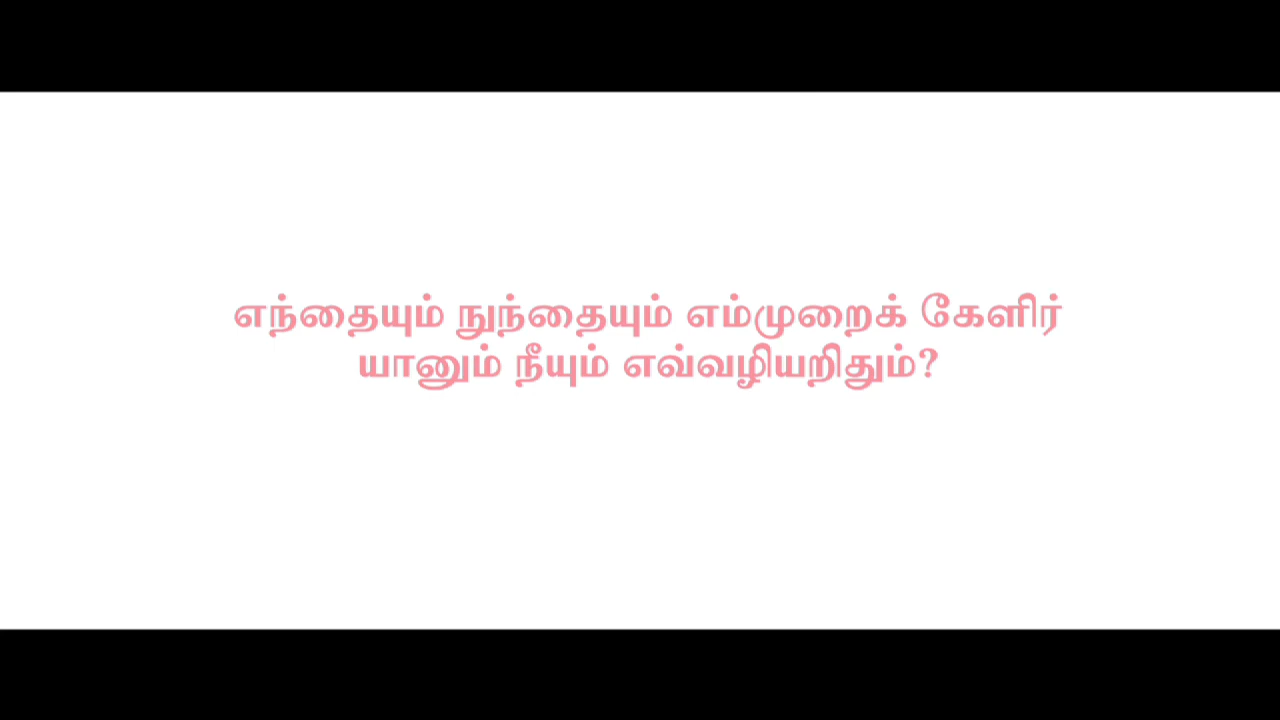 எந்தையும் நுந்தையும் எம்முறைக் கேளிர்
யானும் நீயும் எவ்வழியறிதும்?